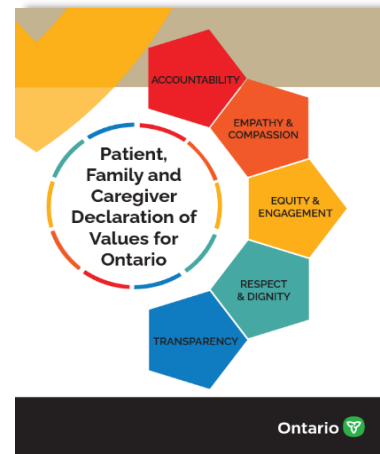 ACCOUNTABILITY
EMPATHY &
COMPASSION
Patient,
Family and
Caregiver
Declaration of
Values for
Ontario
EQUITY &
ENGAGEMENT
RESPECT
& DIGNITY
TRANSPARENCY
Ontario